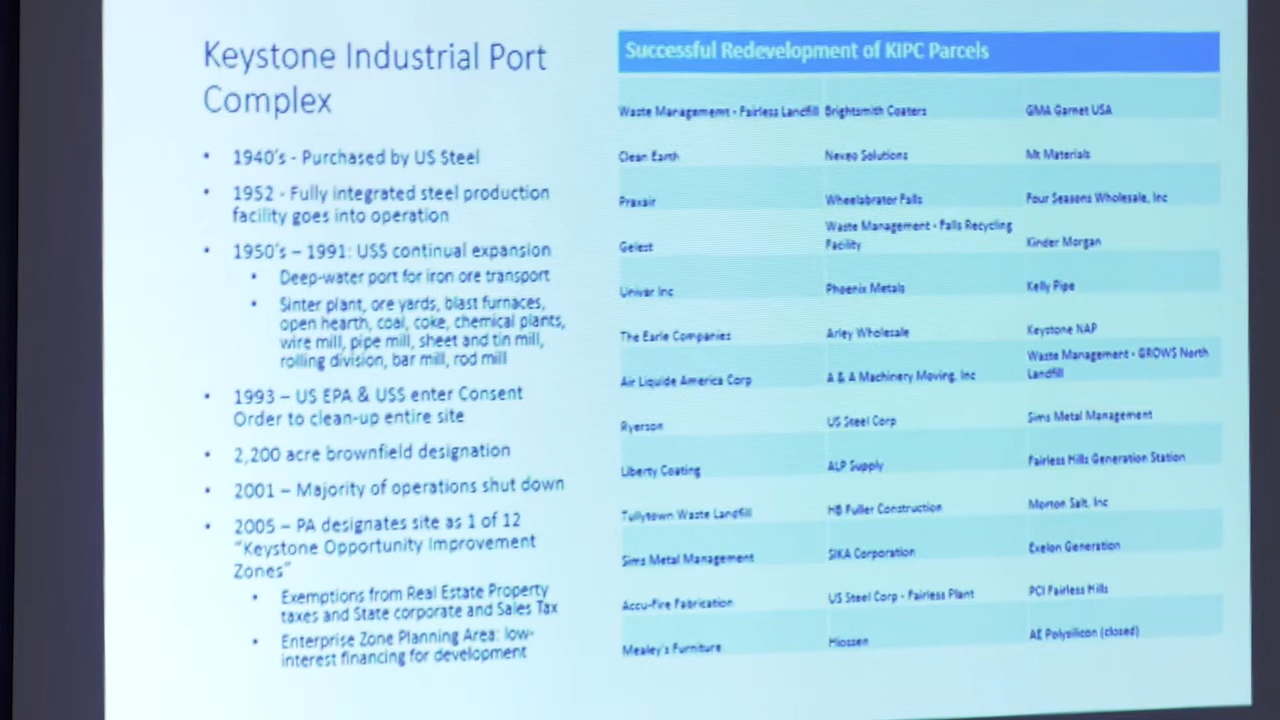 Keystone Industrial Port
Complex
• 1940's - Purchased by US Steel
• 1952 - Fully integrated steel production
facility goes into operation
• 1950's – 1991: USS continual expansion
• Deep-water port for iron ore transport
• Sinter plant, ore yards, blast furnaces,
open hearth, coal, coke, chemical plants,
wire mill, pipe mill, sheet and tin mill,
rolling division, bar mill, rod mill
• 1993 – US EPA & USS enter Consent
Order to clean-up entire site
• 2,200 acre brownfield designation
• 2001 – Majority of operations shut down
• 2005 – PA designates site as 1 of 12
"Keystone Opportunity Improvement
Zones"
• Exemptions from Real Estate Property
taxes and State corporate and Sales Tax
• Enterprise Zone Planning Area: low-
interest financing for development
Successful Redevelopment of KIPC Parcels
Waste Management - Fairless Landfill Brightsmith Coaters GMA Garnet USA
Clean Earth Noveo Solutions Mt Materials
Praxair Wheelabrator Falls Four Seasons Wholesale, Inc
Gelest Waste Management - Falls Recycling
Facility Kinder Morgan
Univar Inc Phoenix Metals Kelly Pipe
The Earle Companies Arley Wholesale Keystone NAP
Air Liquide America Corp A & A Machinery Moving, Inc Waste Management - GROWS North
Landfill
Ryerson US Steel Corp Sims Metal Management
Liberty Coating ALP Supply Fairless Hills Generation Station
Tullytown Waste Landfill HB Fuller Construction Morton Salt, Inc
Sims Metal Management SIKA Corporation Exelon Generation
Accu-Fire Fabrication US Steel Corp - Fairless Plant PCI Fairless Hills
Mealey's Furniture Hiossen AE Polysilicon (closed)